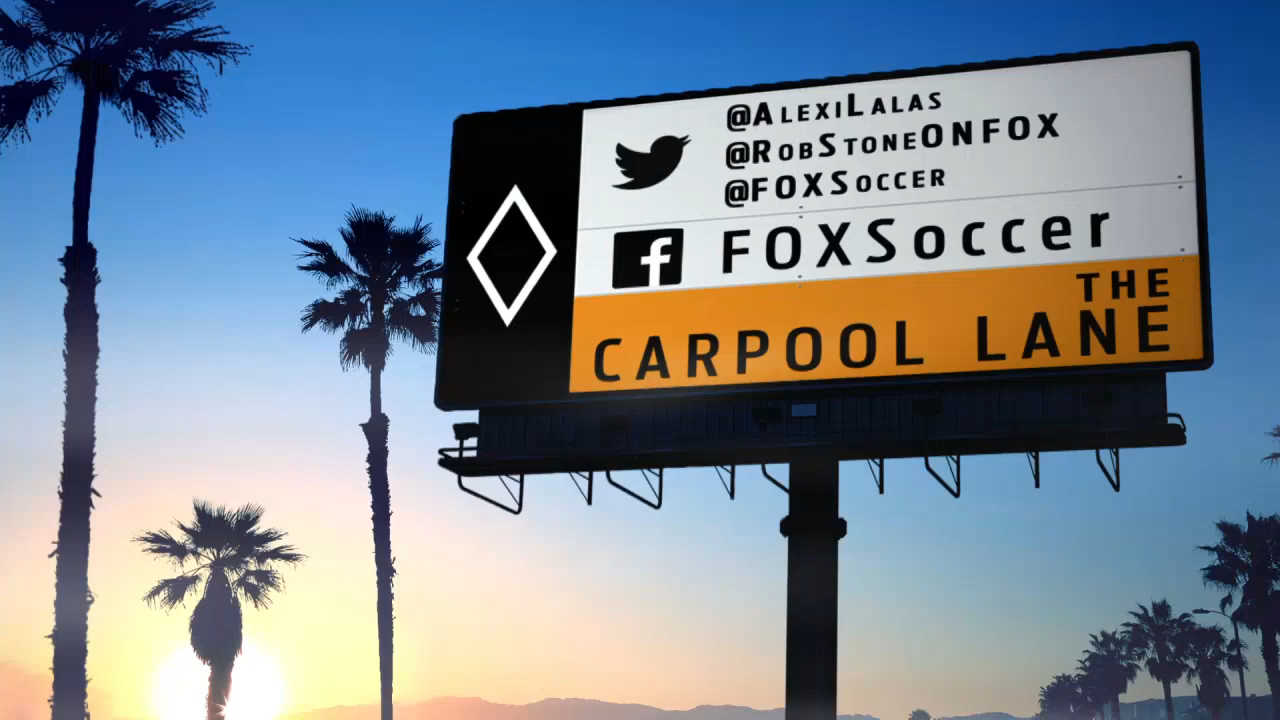 @AlexiLalas
@RobStoneONFOX
@FOXSoccer
FOXSoccer
THE
CARPOOL LANE